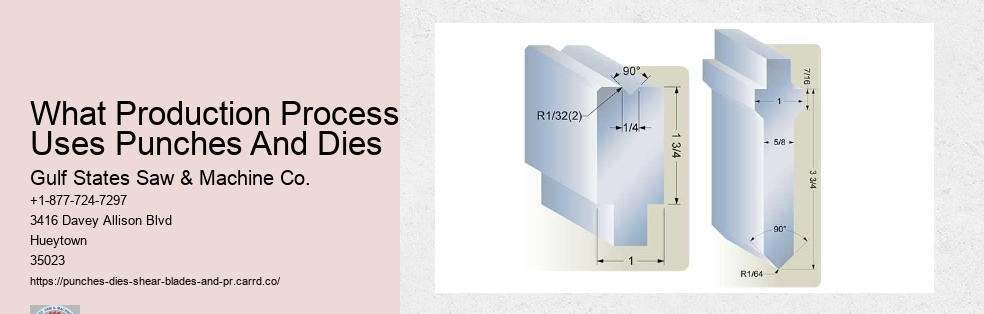 What Production Process
Uses Punches And Dies
Gulf States Saw & Machine Co.
+1-877-724-7297
3416 Davey Allison Blvd
Hueytown
35023
https://punches-dies-shear-blades-and-pr.carrd.co/
90°
R1/32(2)
1/4
1 3/4
1
7/16
1
5/8
3 3/4
90°
R1/64